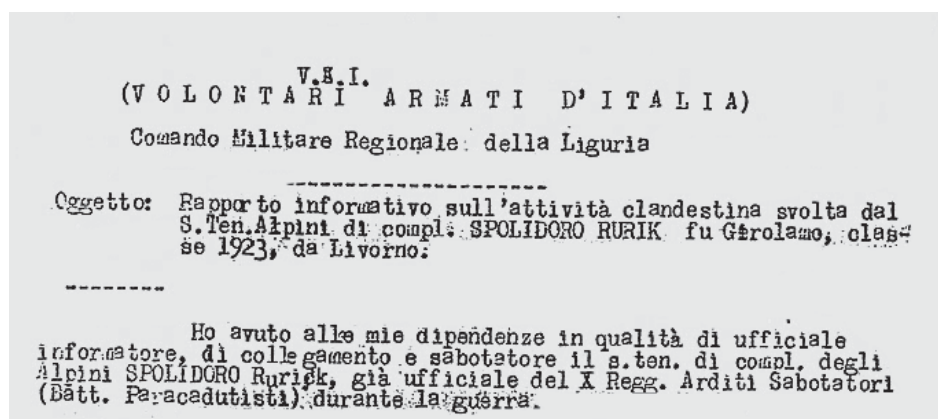 V.A.I.
(VOLONTARI ARMATI D'ITALIA)
Comando Militare Regionale della Liguria
Oggetto: Rapporto informativo sull'attività clandestina svolta dal
S.Ten.Alpini di compl. SPOLIDORO RURIK fu Girolamo, clas=
se 1923, da Livorno.
Ho avuto alle mie dipendenze in qualità di ufficiale
informatore, di collegamento e sabotatore il s.ten. di compl. degli
Alpini SPOLIDORO Rurick, già ufficiale del X Regg. Arditi Sabotatori
(Batt. Paracadutisti) durante la guerra.